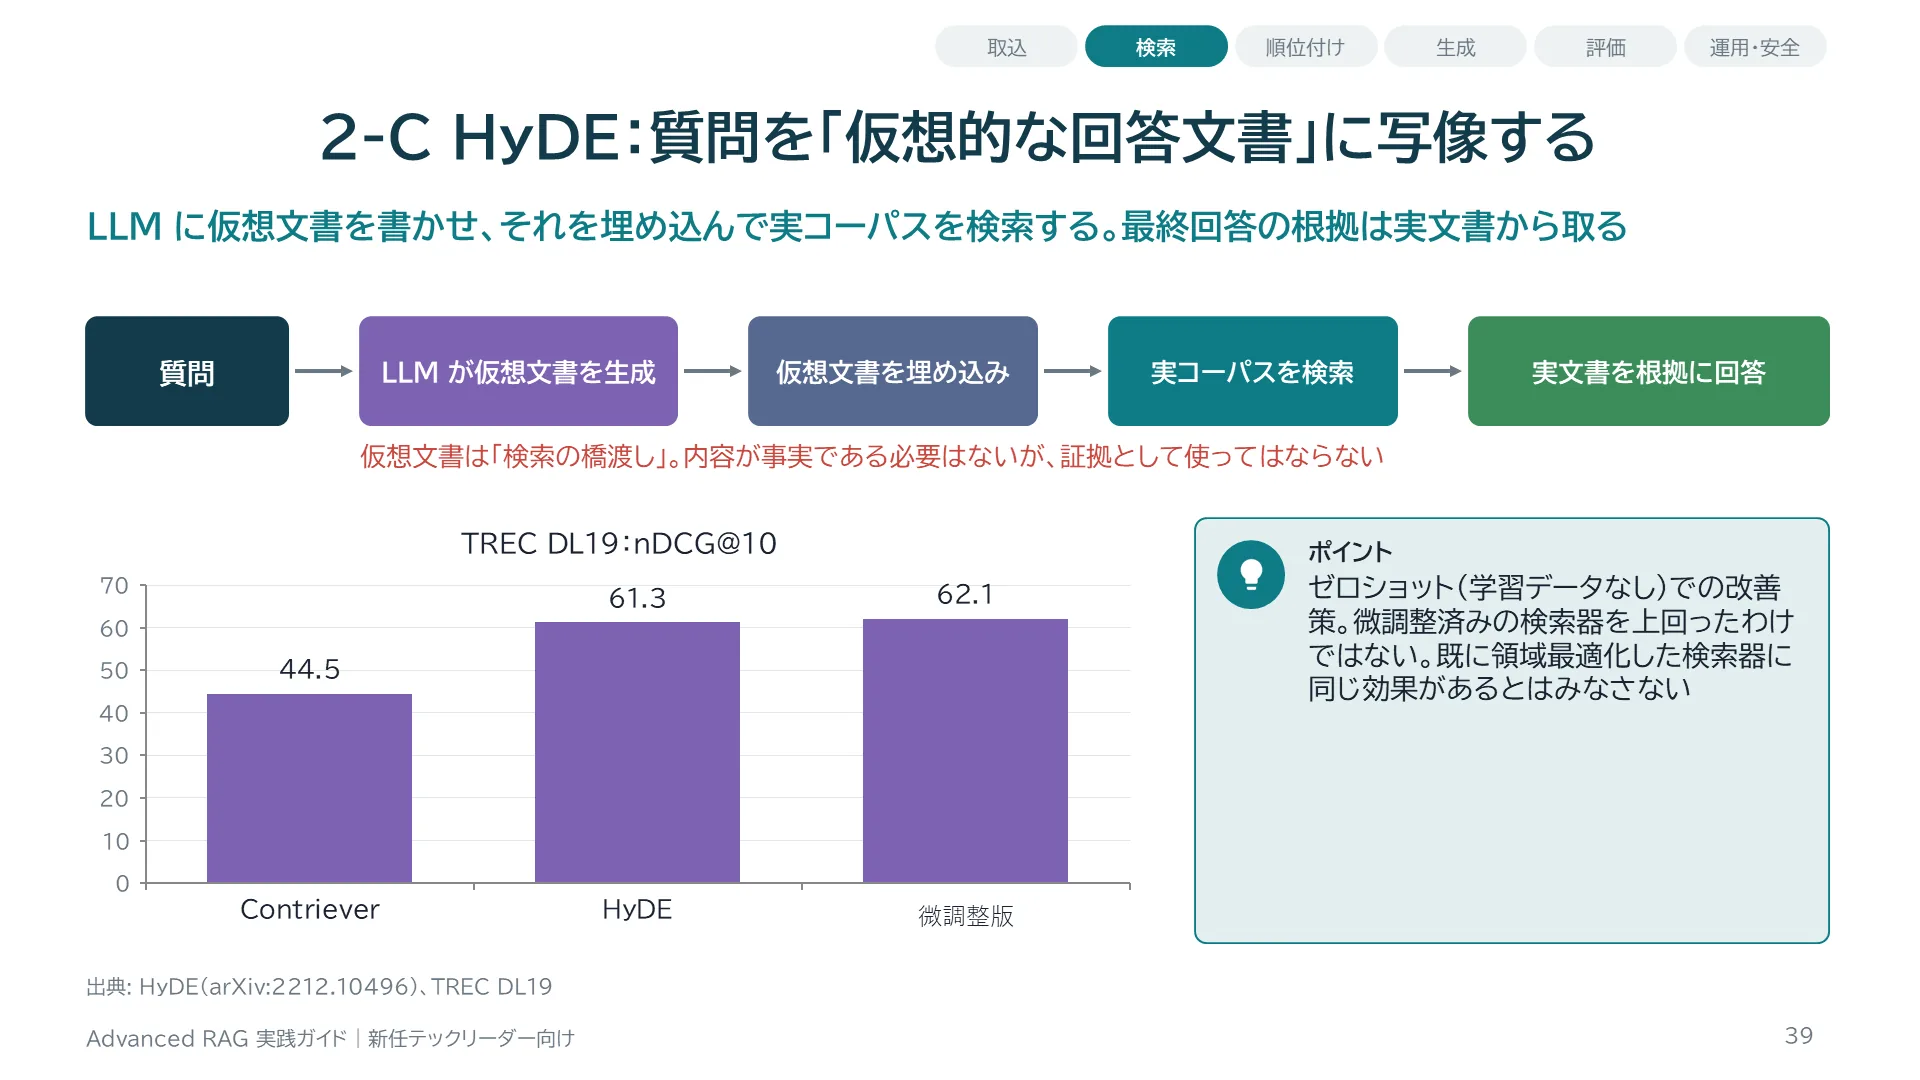 取込
検索
順位付け
生成
評価
運用・安全
2-C HyDE：質問を「仮想的な回答文書」に写像する
LLM に仮想文書を書かせ、それを埋め込んで実コーパスを検索する。最終回答の根拠は実文書から取る
質問
LLM が仮想文書を生成
仮想文書を埋め込み
実コーパスを検索
実文書を根拠に回答
仮想文書は「検索の橋渡し」。内容が事実である必要はないが、証拠として使ってはならない
TREC DL19：nDCG@10
70
60
50
40
30
20
10
0
44.5
61.3
62.1
Contriever
HyDE
微調整版
ポイント
ゼロショット（学習データなし）での改善
策。微調整済みの検索器を上回ったわけ
ではない。既に領域最適化した検索器に
同じ効果があるとはみなさない
出典: HyDE（arXiv:2212.10496）、TREC DL19
Advanced RAG 実践ガイド｜新任テックリーダー向け
39